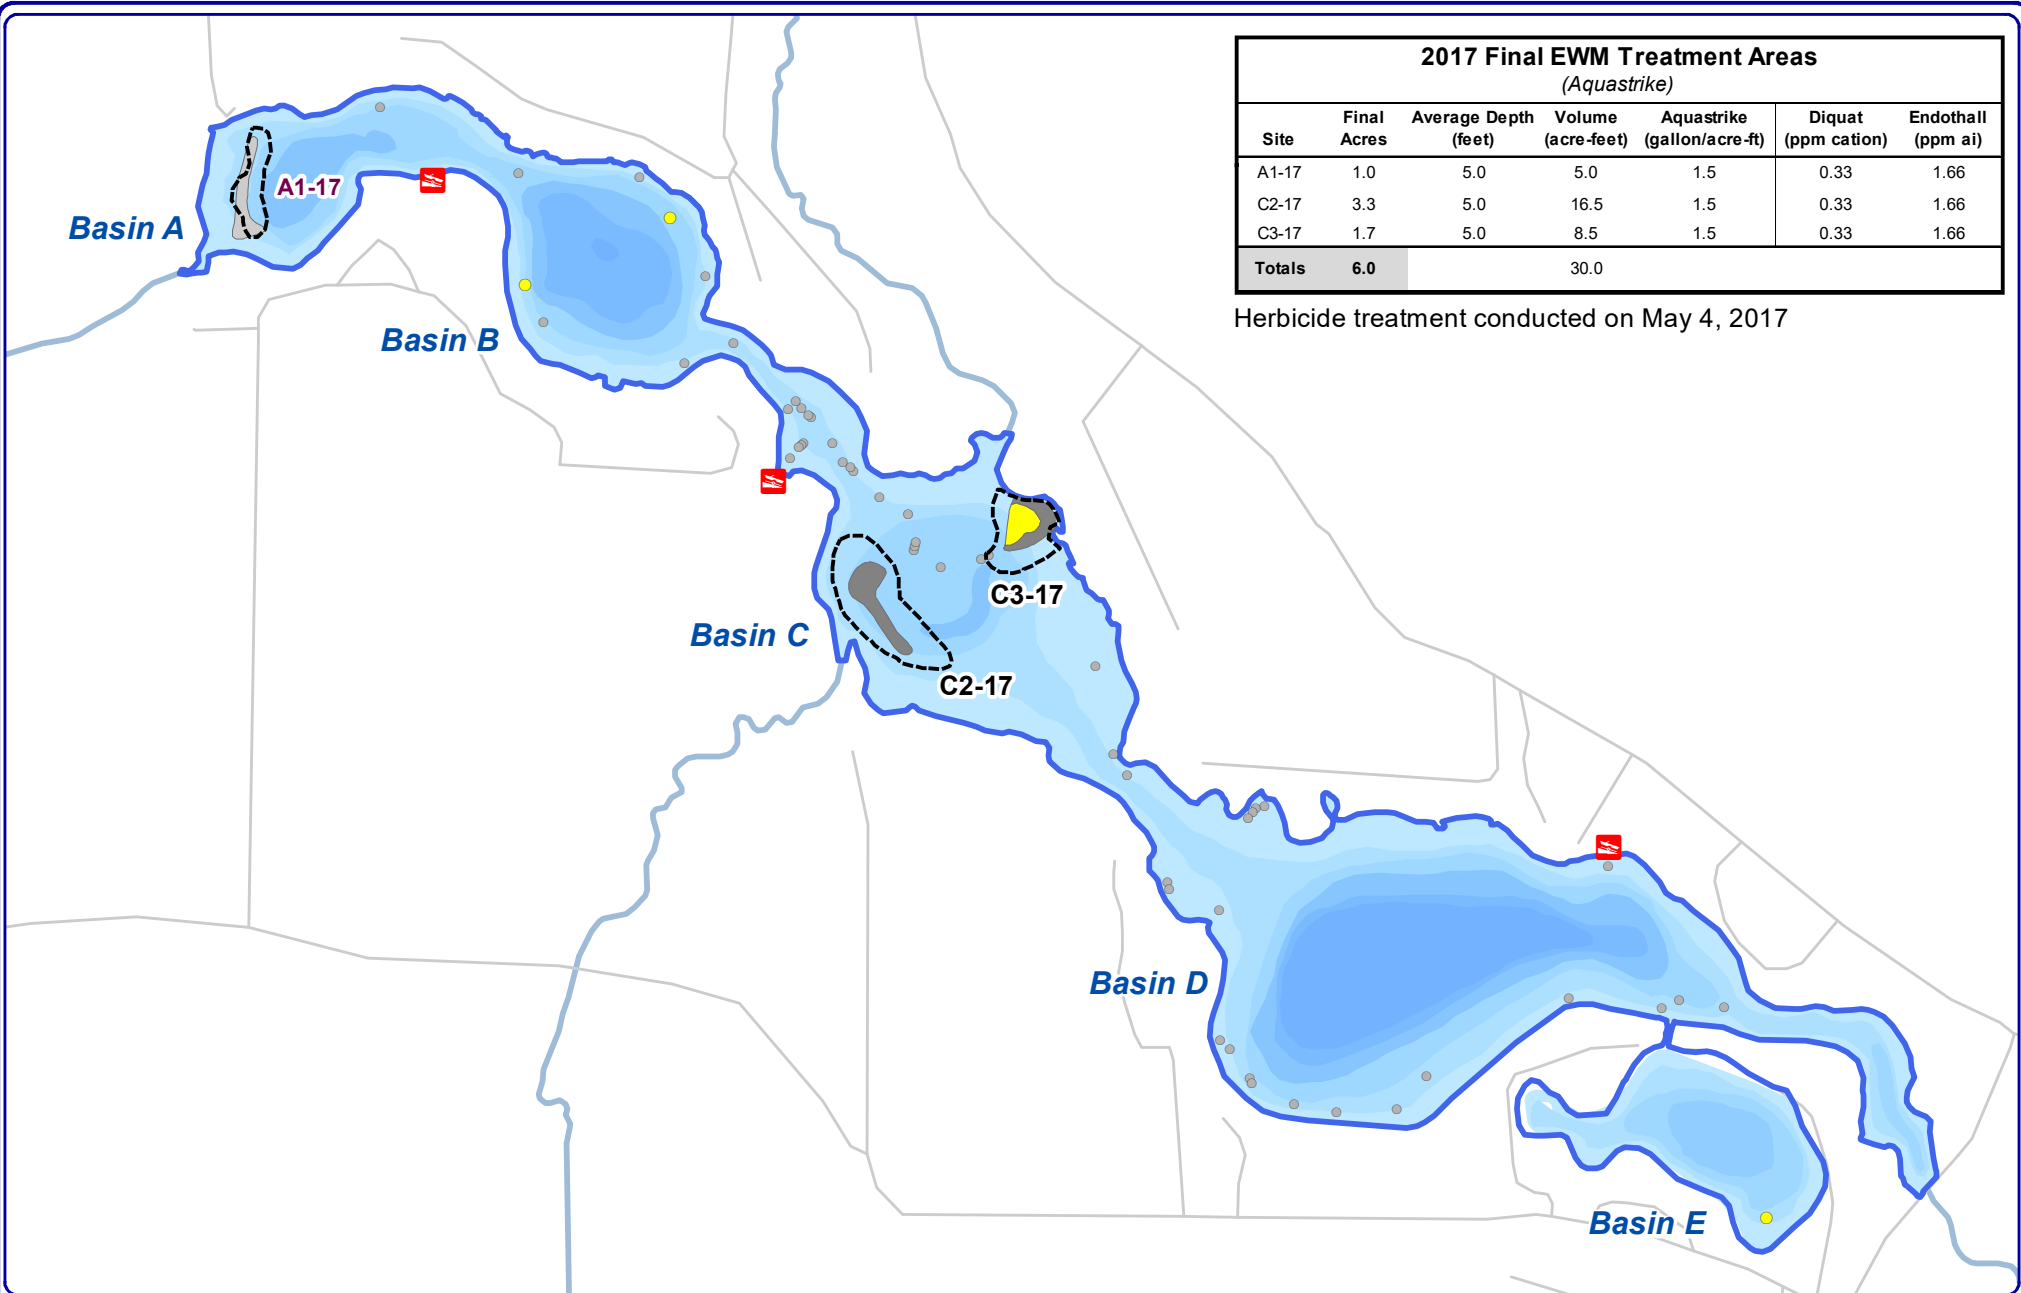 2017 Final EWM Treatment Areas
(Aquastrike)
Site Final Acres Average Depth (feet) Volume (acre-feet) Aquastrike (gallon/acre-ft) Diquat (ppm cation) Endothall (ppm ai)
A1-17 1.0 5.0 5.0 1.5 0.33 1.66
C2-17 3.3 5.0 16.5 1.5 0.33 1.66
C3-17 1.7 5.0 8.5 1.5 0.33 1.66
Totals 6.0 30.0
Herbicide treatment conducted on May 4, 2017
A1-17
Basin A
Basin B
C3-17
Basin C
C2-17
Basin D
Basin E